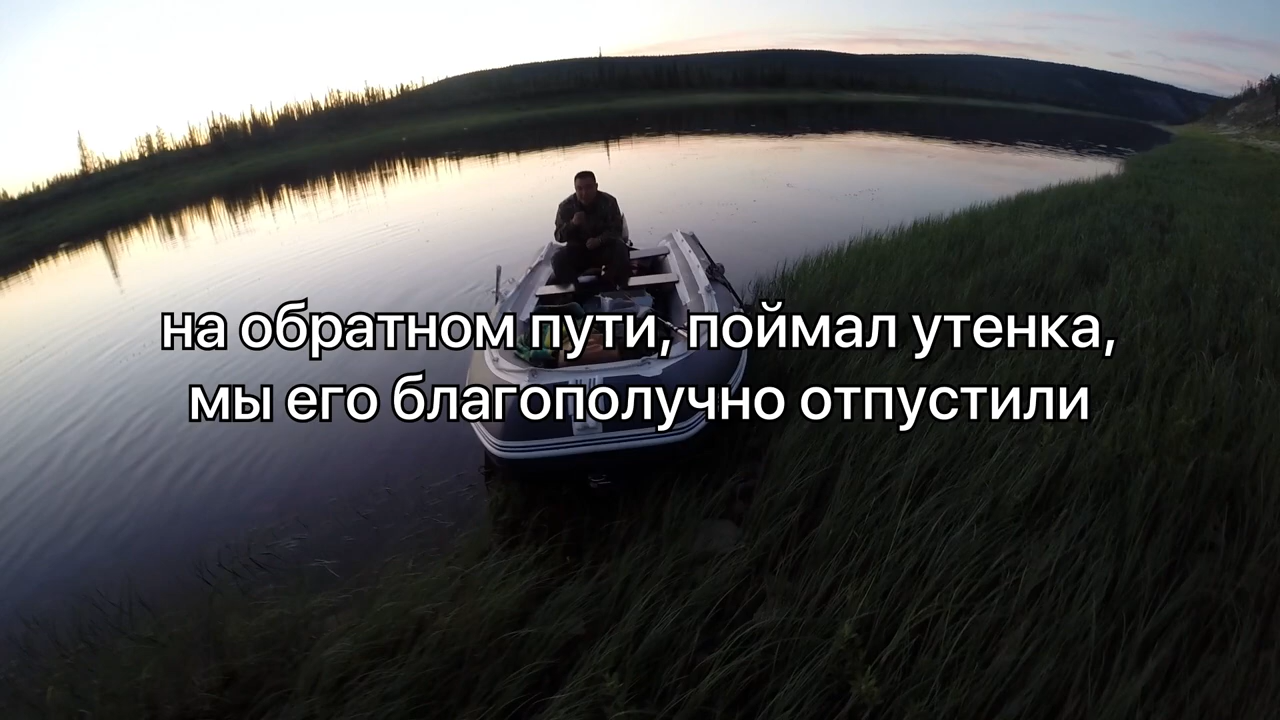 на обратном пути, поймал утенка,
мы его благополучно отпустили